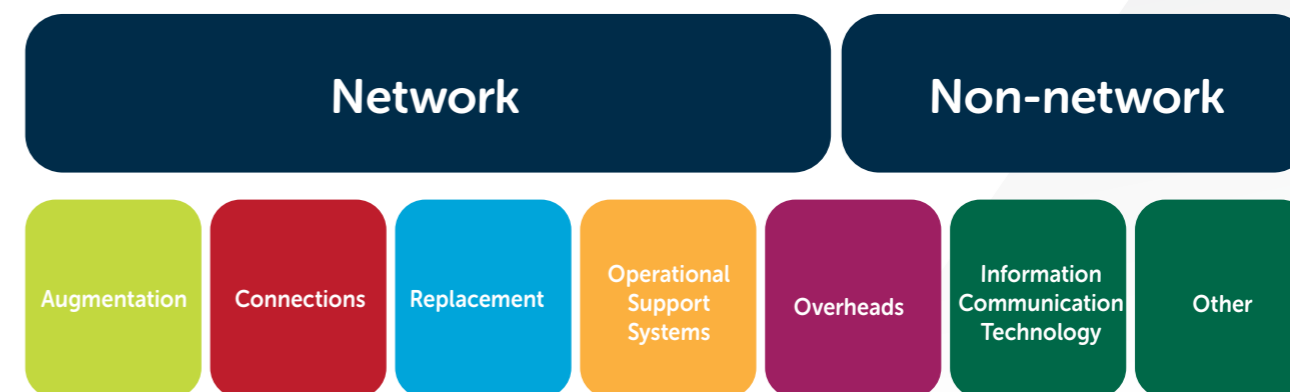 Network
Non-network
Augmentation
Connections
Replacement
Operational
Support
Systems
Overheads
Information
Communication
Technology
Other